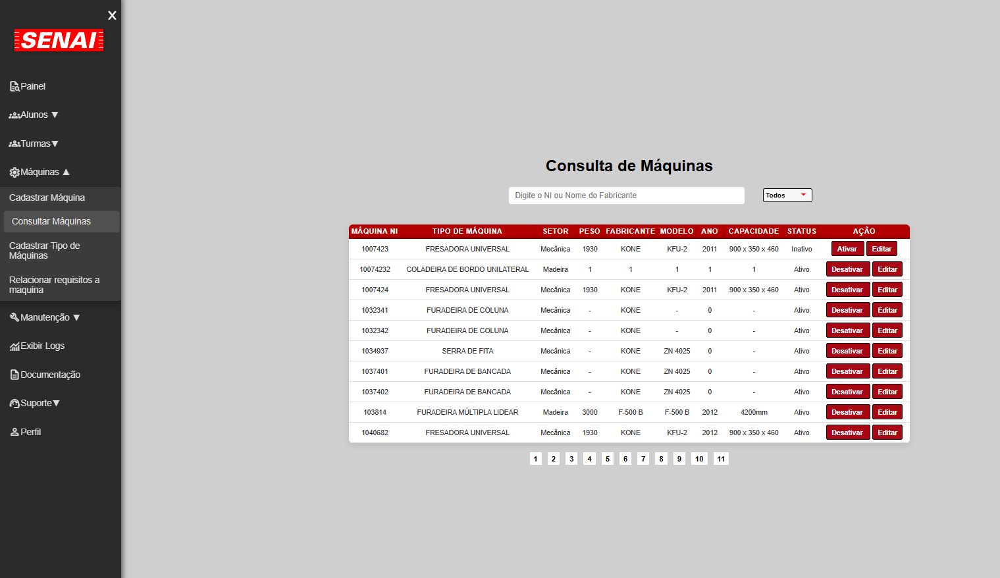 X
SENAI
Painel
Alunos ▼
Turmas▼
Máquinas ▲
Cadastrar Máquina
Consultar Máquinas
Cadastrar Tipo de
Máquinas
Relacionar requisitos a
maquina
Manutenção ▼
Exibir Logs
Documentação
Suporte▼
Perfil
Consulta de Máquinas
Digite o NI ou Nome do Fabricante
Todos
MÁQUINA NI TIPO DE MÁQUINA SETOR PESO FABRICANTE MODELO ANO CAPACIDADE STATUS AÇÃO
1007423 FRESADORA UNIVERSAL Mecânica 1930 KONE KFU-2 2011 900 x 350 x 460 Inativo Ativar Editar
10074232 COLADEIRA DE BORDO UNILATERAL Madeira 1 1 1 1 1 Ativo Desativar Editar
1007424 FRESADORA UNIVERSAL Mecânica 1930 KONE KFU-2 2011 900 x 350 x 460 Ativo Desativar Editar
1032341 FURADEIRA DE COLUNA Mecânica - KONE - 0 - Ativo Desativar Editar
1032342 FURADEIRA DE COLUNA Mecânica - KONE - 0 - Ativo Desativar Editar
1034937 SERRA DE FITA Mecânica - KONE ZN 4025 0 - Ativo Desativar Editar
1037401 FURADEIRA DE BANCADA Mecânica - KONE ZN 4025 0 - Ativo Desativar Editar
1037402 FURADEIRA DE BANCADA Mecânica - KONE ZN 4025 0 - Ativo Desativar Editar
103814 FURADEIRA MÚLTIPLA LIDEAR Madeira 3000 F-500 B F-500 B 2012 4200mm Ativo Desativar Editar
1040682 FRESADORA UNIVERSAL Mecânica 1930 KONE KFU-2 2012 900 x 350 x 460 Ativo Desativar Editar
1 2 3 4 5 6 7 8 9 10 11